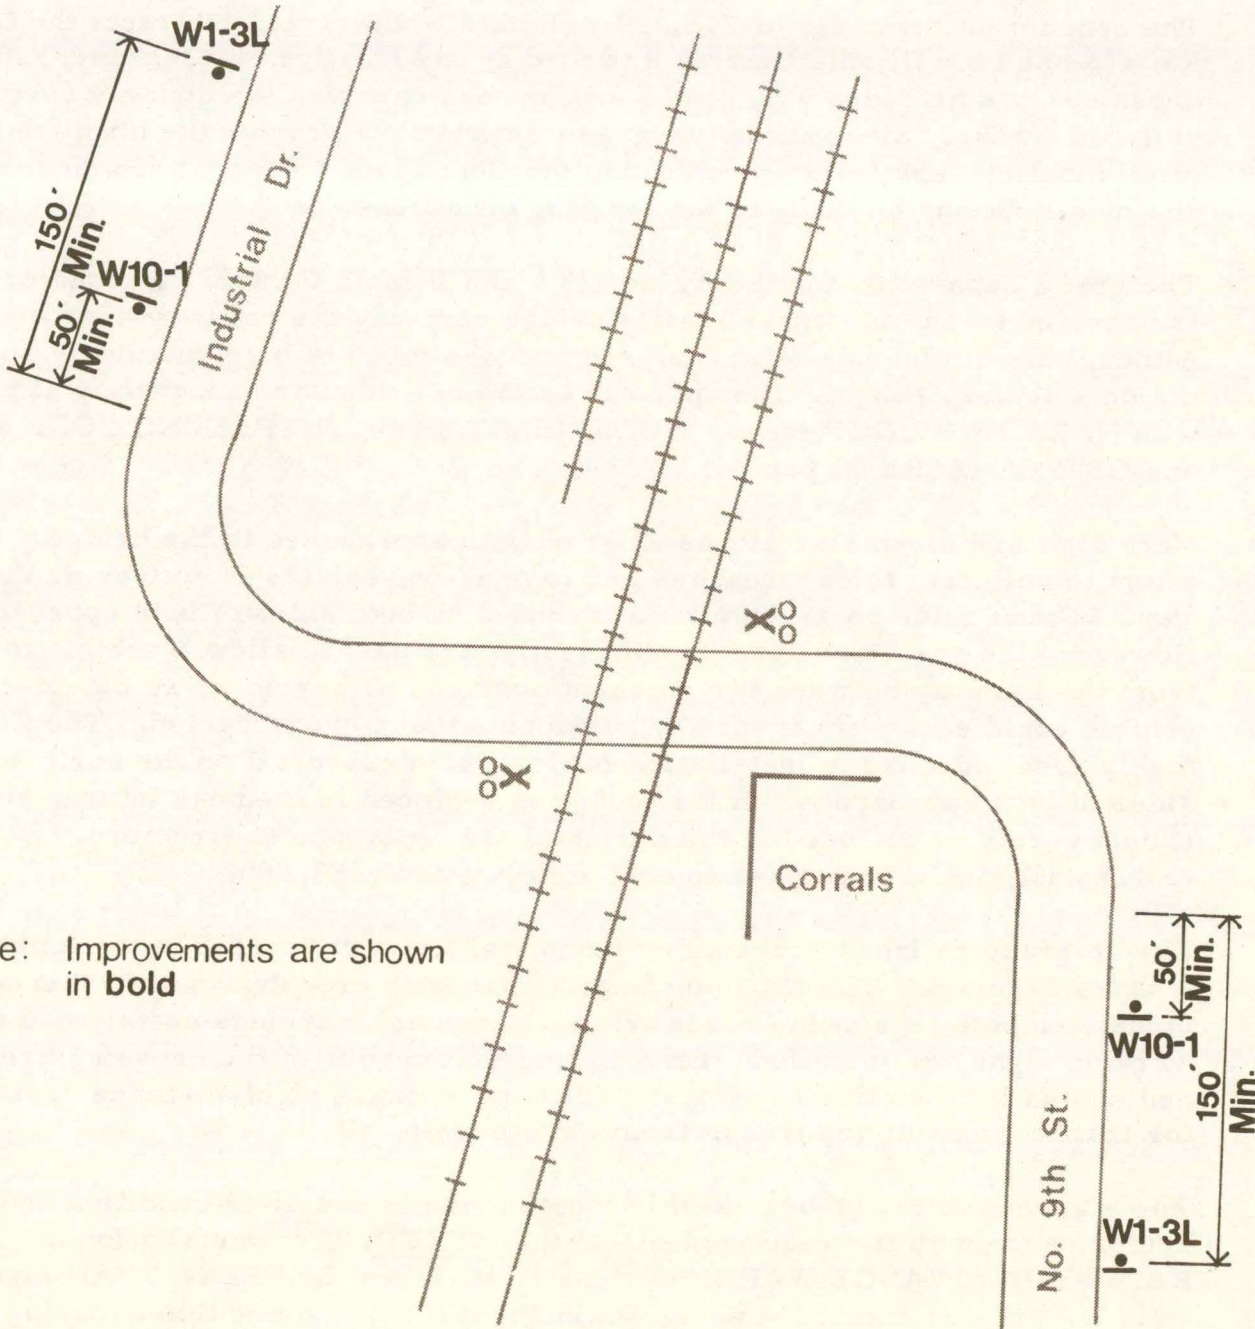 W1-3L
150'
Min.
W10-1
50'
Min.
Industrial Dr.
Corrals
e: Improvements are shown
in bold
50'
Min.
W10-1
150'
Min.
No. 9th St.
W1-3L